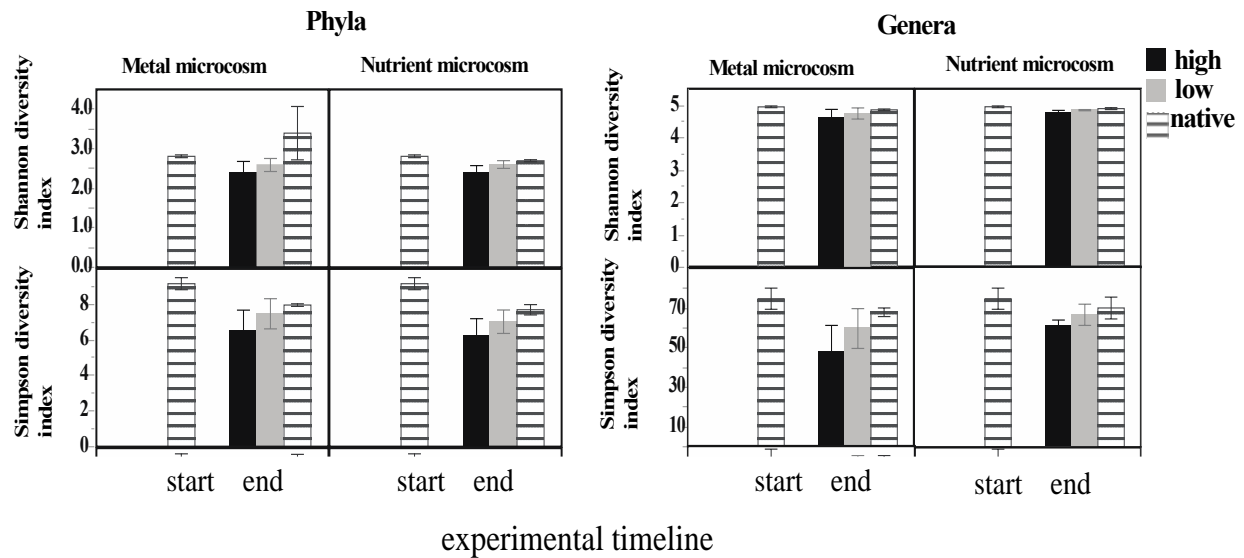 Phyla
Genera
Metal microcosm
Nutrient microcosm
Metal microcosm
Nutrient microcosm
high
low
native
Shannon diversity
index
4.0
3.0
2.0
1.0
0.0
Shannon diversity
index
5
4
3
2
1
0
Simpson diversity
index
8
6
4
2
0
Simpson diversity
index
70
50
30
10
start
end
start
end
start
end
start
end
experimental timeline